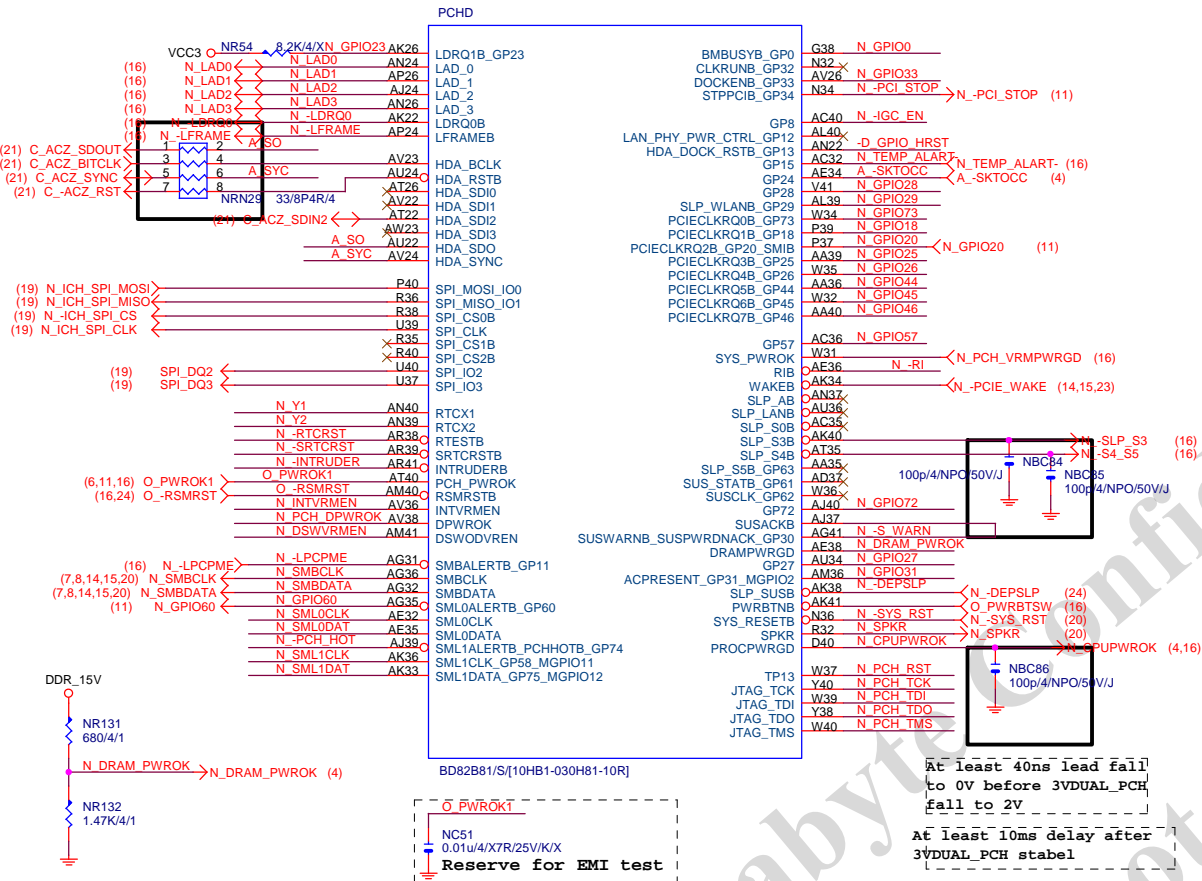 PCHD
VCC3 NR54 8.2K/4/X N_GPIO23 AK26 LDRQ1B_GP23
(16) N_LAD0 N_LAD0 AN24 LAD_0
(16) N_LAD1 N_LAD1 AP26 LAD_1
(16) N_LAD2 N_LAD2 AJ24 LAD_2
(16) N_LAD3 N_LAD3 AN26 LAD_3
(16) N_-LDRQ0 N_-LDRQ0 AK22 LDRQ0B
(16) N_-LFRAME N_-LFRAME AP24 LFRAMEB
(21) C_ACZ_SDOUT 1 2 A_SO
(21) C_ACZ_BITCLK 3 4 AV23 HDA_BCLK
(21) C_ACZ_SYNC 5 6 A_SYC AU24 HDA_RSTB
(21) C_-ACZ_RST 7 8 AT26 HDA_SDI0
NRN29 33/8P4R/4 AV22 HDA_SDI1
(21) C_ACZ_SDIN2 AT22 HDA_SDI2
AW23 HDA_SDI3
A_SO AU22 HDA_SDO
A_SYC AV24 HDA_SYNC
(19) N_ICH_SPI_MOSI P40 SPI_MOSI_IO0
(19) N_ICH_SPI_MISO R36 SPI_MISO_IO1
(19) N_-ICH_SPI_CS R38 SPI_CS0B
(19) N_ICH_SPI_CLK U39 SPI_CLK
R35 SPI_CS1B
R40 SPI_CS2B
(19) SPI_DQ2 U40 SPI_IO2
(19) SPI_DQ3 U37 SPI_IO3
N_Y1 AN40 RTCX1
N_Y2 AN39 RTCX2
N_-RTCRST AR38 RTESTB
N_-SRTCRST AR39 SRTCRSTB
N_-INTRUDER AR41 INTRUDERB
(6,11,16) O_PWROK1 O_PWROK1 AT40 PCH_PWROK
(16,24) O_-RSMRST O_-RSMRST AM40 RSMRSTB
N_INTVRMEN AV36 INTVRMEN
N_PCH_DPWROK AV38 DPWROK
N_DSWVRMEN AM41 DSWODVREN
(16) N_-LPCPME N_-LPCPME AG31 SMBALERTB_GP11
(7,8,14,15,20) N_SMBCLK N_SMBCLK AG36 SMBCLK
(7,8,14,15,20) N_SMBDATA N_SMBDATA AG32 SMBDATA
(11) N_GPIO60 N_GPIO60 AG35 SML0ALERTB_GP60
N_SML0CLK AE32 SML0CLK
N_SML0DAT AE35 SML0DATA
N_-PCH_HOT AJ39 SML1ALERTB_PCHHOTB_GP74
N_SML1CLK AK36 SML1CLK_GP58_MGPIO11
N_SML1DAT AK33 SML1DATA_GP75_MGPIO12
BMBUSYB_GP0 G38 N_GPIO0
CLKRUNB_GP32 N32
DOCKENB_GP33 AV26 N_GPIO33
STPPCIB_GP34 N34 N_-PCI_STOP N_-PCI_STOP (11)
GP8 AC40 N_-IGC_EN
LAN_PHY_PWR_CTRL_GP12 AL40
HDA_DOCK_RSTB_GP13 AN22 -D_GPIO_HRST
GP15 AC32 N_TEMP_ALART- N_TEMP_ALART- (16)
GP24 AE34 A_-SKTOCC A_-SKTOCC (4)
GP28 V41 N_GPIO28
SLP_WLANB_GP29 AL39 N_GPIO29
PCIECLKRQ0B_GP73 W34 N_GPIO73
PCIECLKRQ1B_GP18 P39 N_GPIO18
PCIECLKRQ2B_GP20_SMIB P37 N_GPIO20 N_GPIO20 (11)
PCIECLKRQ3B_GP25 AA39 N_GPIO25
PCIECLKRQ4B_GP26 W35 N_GPIO26
PCIECLKRQ5B_GP44 AA36 N_GPIO44
PCIECLKRQ6B_GP45 W32 N_GPIO45
PCIECLKRQ7B_GP46 AA40 N_GPIO46
GP57 AC36 N_GPIO57
SYS_PWROK W31 N_PCH_VRMPWRGD (16)
RIB AE36 N_-RI
WAKEB AK34 N_-PCIE_WAKE (14,15,23)
SLP_AB AN37
SLP_LANB AU36
SLP_S0B AC35
SLP_S3B AK40 N_-SLP_S3 (16)
SLP_S4B AT35 N_-S4_S5 (16)
SLP_S5B_GP63 AA35
SUS_STATB_GP61 AD37
SUSCLK_GP62 W36
NBC84
100p/4/NPO/50V/J
NBC85
100p/4/NPO/50V/J
GP72 AJ40 N_GPIO72
SUSACKB AJ37
SUSWARNB_SUSPWRDNACK_GP30 AG41 N_-S_WARN
DRAMPWRGD AE38 N_DRAM_PWROK
GP27 AU34 N_GPIO27
ACPRESENT_GP31_MGPIO2 AM36 N_GPIO31
SLP_SUSB AK38 N_-DEPSLP N_-DEPSLP (24)
PWRBTNB AK41 O_PWRBTSW (16)
SYS_RESETB N36 N_-SYS_RST N_-SYS_RST (20)
SPKR R32 N_SPKR N_SPKR (20)
PROCPWRGD D40 N_CPUPWROK N_CPUPWROK (4,16)
NBC86
100p/4/NPO/50V/J
TP13 W37 N_PCH_RST
JTAG_TCK Y40 N_PCH_TCK
JTAG_TDI W39 N_PCH_TDI
JTAG_TDO Y38 N_PCH_TDO
JTAG_TMS W40 N_PCH_TMS
BD82B81/S/[10HB1-030H81-10R]
DDR_15V
NR131
680/4/1
N_DRAM_PWROK N_DRAM_PWROK (4)
NR132
1.47K/4/1
O_PWROK1
NC51
0.01u/4/X7R/25V/K/X
Reserve for EMI test
At least 40ns lead fall
to 0V before 3VDUAL_PCH
fall to 2V
At least 10ms delay after
3VDUAL_PCH stabel